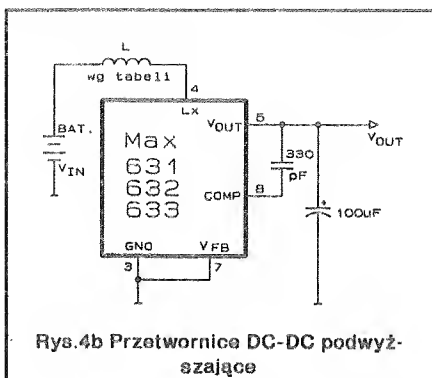 L
wg tabeli
4
LX
5
VOUT
VOUT
BAT.
VIN
Max
631
632
633
330
pF
COMP
8
100uF
GND
VFB
3
7
Rys.4b Przetwornice DC-DC podwyż-
szające